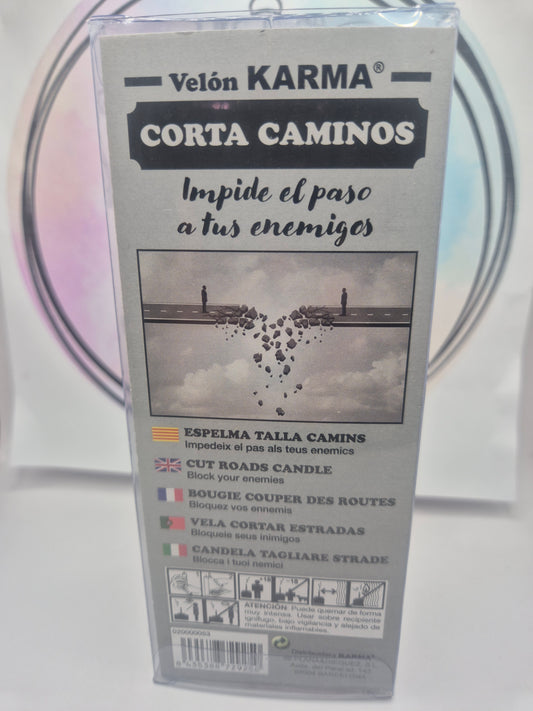 Velón KARMA®
CORTA CAMINOS
Impide el paso
a tus enemigos
ESPELMA TALLA CAMINS
Impedeix el pas als teus enemics
CUT ROADS CANDLE
Block your enemies
BOUGIE COUPER DES ROUTES
Bloquez vos ennemis
VELA CORTAR ESTRADAS
Bloqueie seus inimigos
CANDELA TAGLIARE STRADE
Blocca i tuoi nemici
ATENCIÓN: Puede quemar de forma
muy intensa. Usar sobre recipiente
ignífugo, bajo vigilancia y alejado de
materiales inflamables.
020000053
Distribuidora KARMA®
BARCELONA